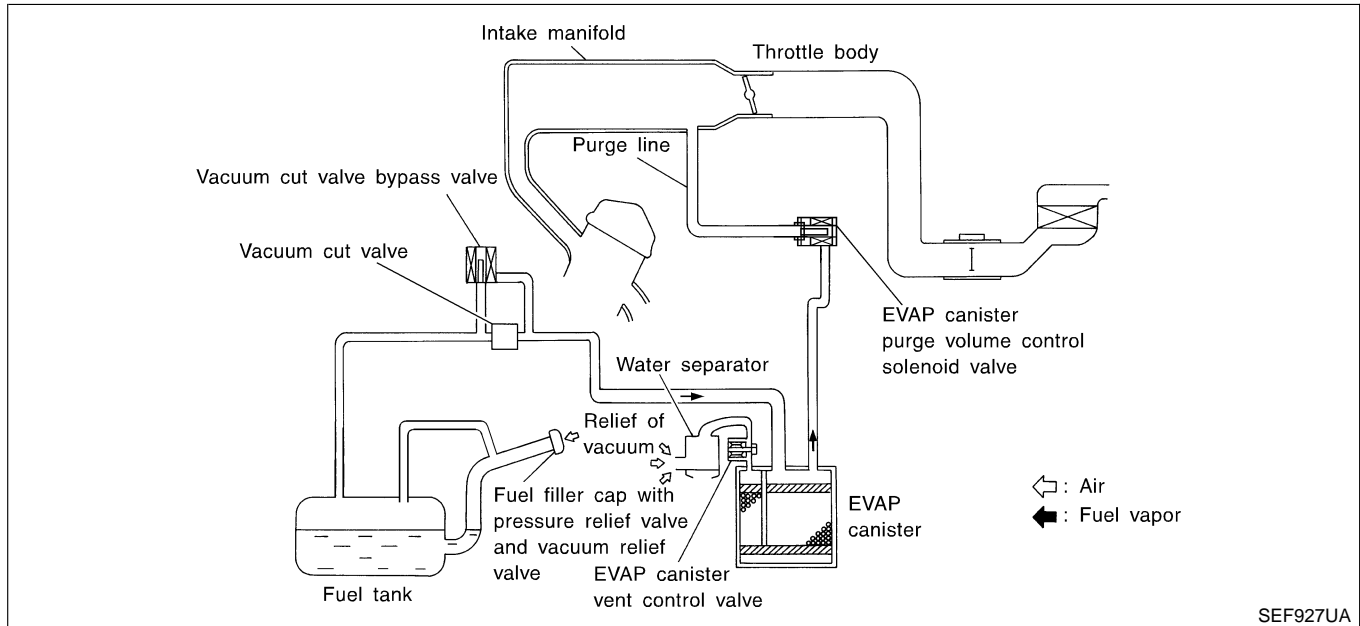 Intake manifold
Throttle body
Purge line
Vacuum cut valve bypass valve
Vacuum cut valve
EVAP canister
purge volume control
solenoid valve
Water separator
Relief of
vacuum
Fuel filler cap with
pressure relief valve
and vacuum relief
valve
EVAP canister
vent control valve
EVAP
canister
Fuel tank
: Air
: Fuel vapor
SEF927UA